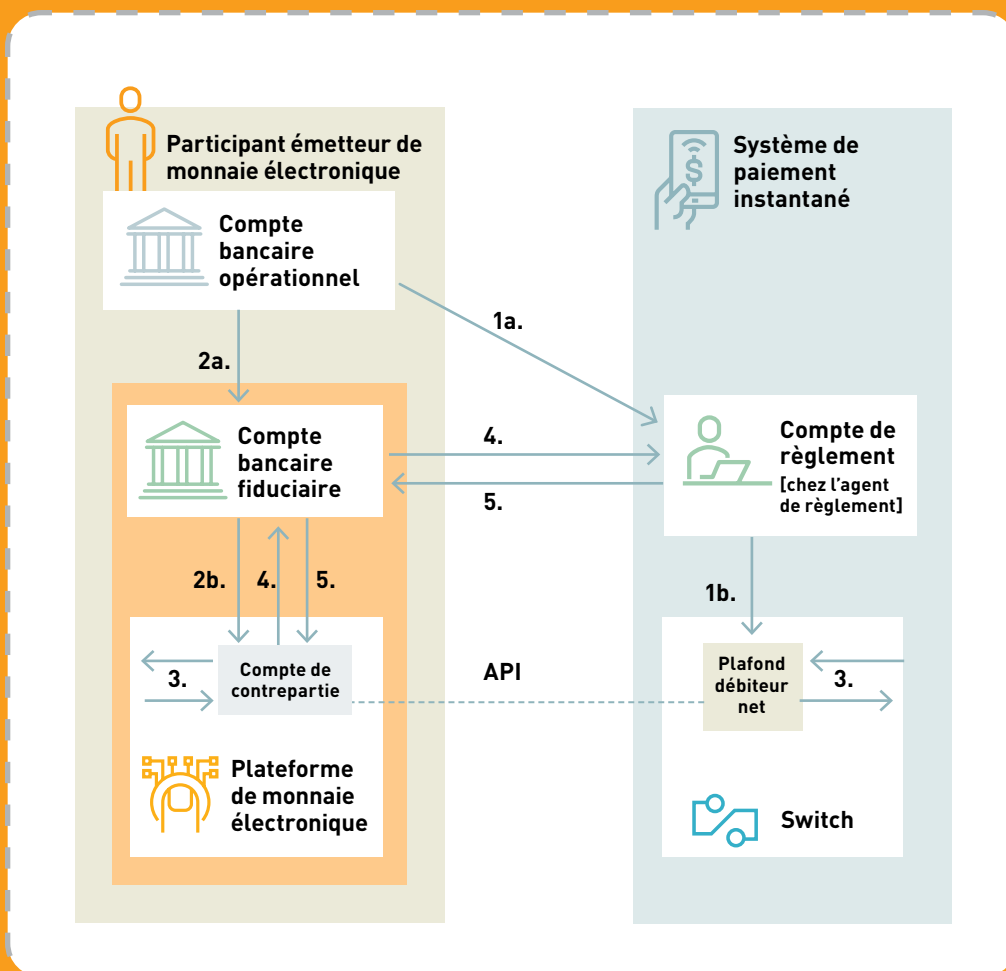 Participant émetteur de
monnaie électronique
Système de
paiement
instantané
$
Compte
bancaire
opérationnel
1a.
2a.
Compte
bancaire
fiduciaire
4.
5.
Compte de
règlement
[chez l'agent
de règlement]
2b.
4.
5.
1b.
3.
Compte de
contrepartie
API
Plafond
débiteur
net
3.
Plateforme
de monnaie
électronique
Switch